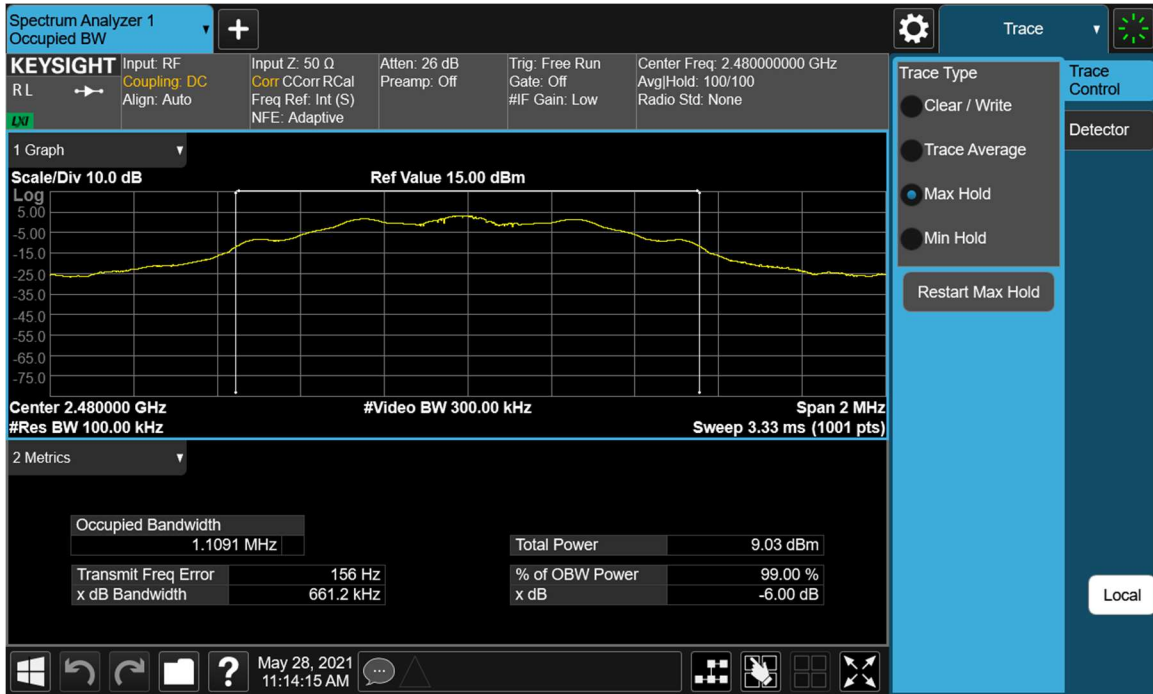 Spectrum Analyzer 1
Occupied BW
Trace
KEYSIGHT
R L
LXI
Input: RF
Coupling: DC
Align: Auto
Input Z: 50 Ω
Corr CCorr RCal
Freq Ref: Int (S)
NFE: Adaptive
Atten: 26 dB
Preamp: Off
Trig: Free Run
Gate: Off
#IF Gain: Low
Center Freq: 2.480000000 GHz
Avg|Hold: 100/100
Radio Std: None
Trace Type
Clear / Write
Trace Average
Max Hold
Min Hold
Restart Max Hold
Trace
Control
Detector
Local
1 Graph
Scale/Div 10.0 dB
Ref Value 15.00 dBm
Log
5.00
-5.00
-15.0
-25.0
-35.0
-45.0
-55.0
-65.0
-75.0
Center 2.480000 GHz
#Video BW 300.00 kHz
Span 2 MHz
#Res BW 100.00 kHz
Sweep 3.33 ms (1001 pts)
2 Metrics
Occupied Bandwidth
1.1091 MHz
Total Power 9.03 dBm
Transmit Freq Error 156 Hz
% of OBW Power 99.00 %
x dB Bandwidth 661.2 kHz
x dB -6.00 dB
?
May 28, 2021
11:14:15 AM